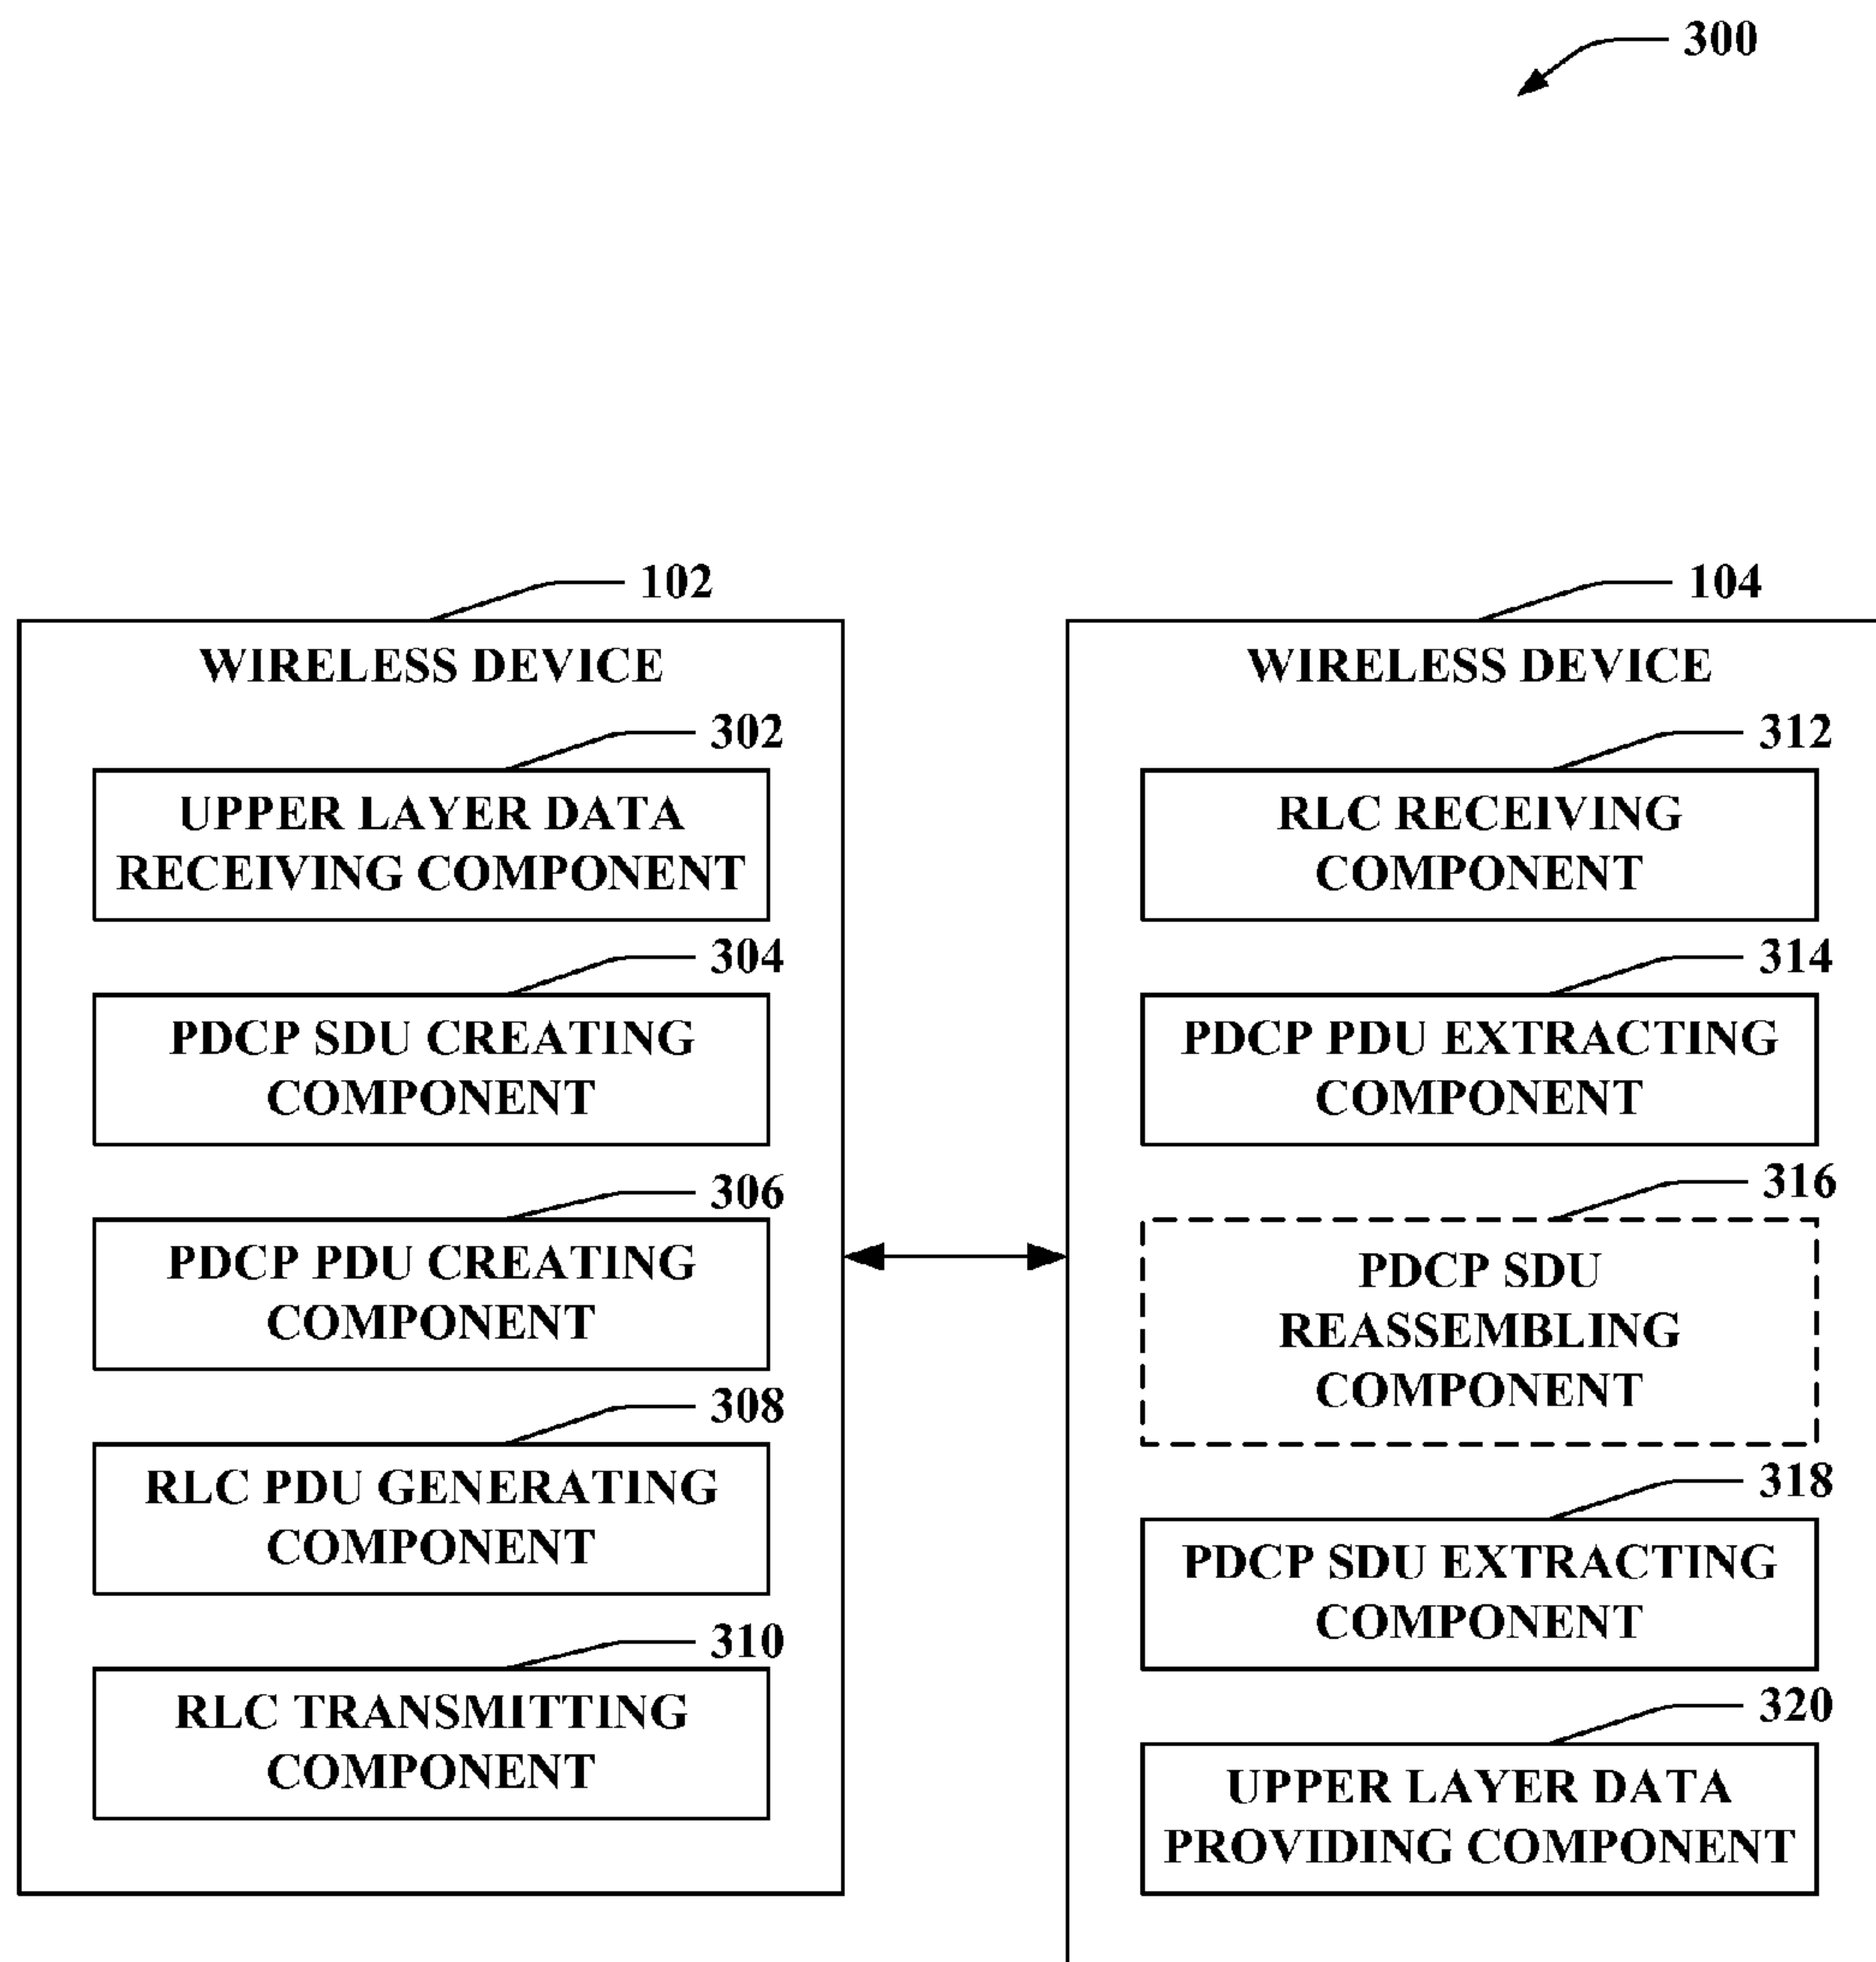 300
102
WIRELESS DEVICE
302
UPPER LAYER DATA
RECEIVING COMPONENT
304
PDCP SDU CREATING
COMPONENT
306
PDCP PDU CREATING
COMPONENT
308
RLC PDU GENERATING
COMPONENT
310
RLC TRANSMITTING
COMPONENT
104
WIRELESS DEVICE
312
RLC RECEIVING
COMPONENT
314
PDCP PDU EXTRACTING
COMPONENT
316
PDCP SDU
REASSEMBLING
COMPONENT
318
PDCP SDU EXTRACTING
COMPONENT
320
UPPER LAYER DATA
PROVIDING COMPONENT